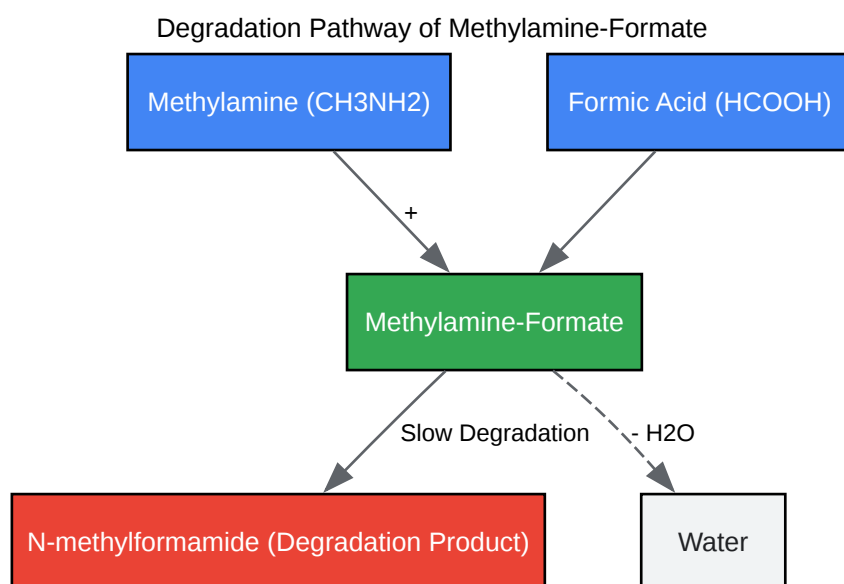 Degradation Pathway of Methylamine-Formate
Methylamine (CH3NH2)
Formic Acid (HCOOH)
+
Methylamine-Formate
Slow Degradation
- H2O
N-methylformamide (Degradation Product)
Water